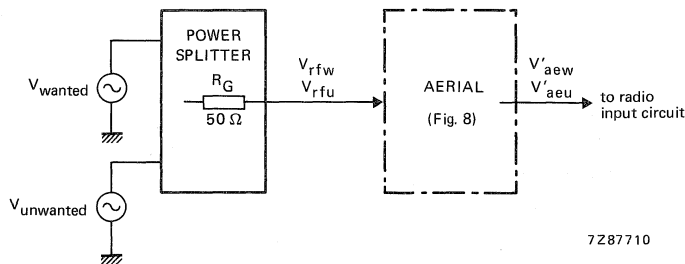 POWER
SPLITTER
R_G
50 Ω
V_wanted
V_unwanted
V_rfw
V_rfu
AERIAL
(Fig. 8)
V'_aew
V'_aeu
to radio
input circuit
7Z87710